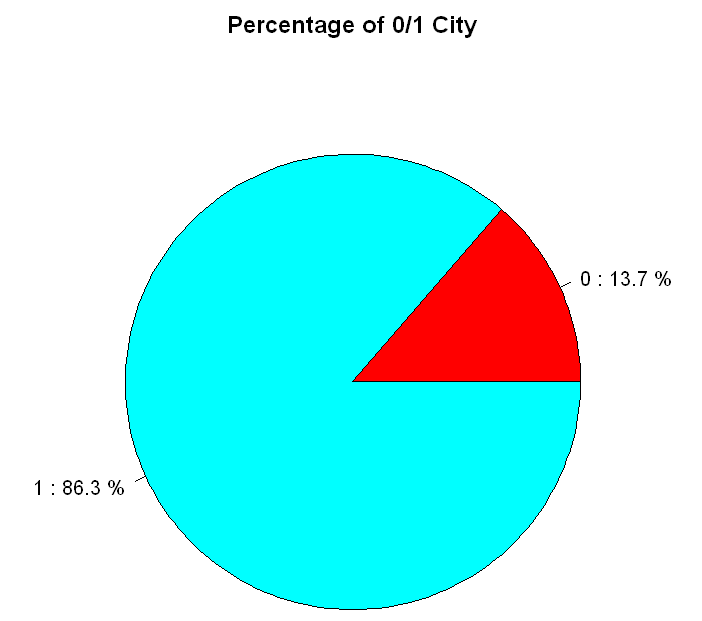 Percentage of 0/1 City
0 : 13.7 %
1 : 86.3 %